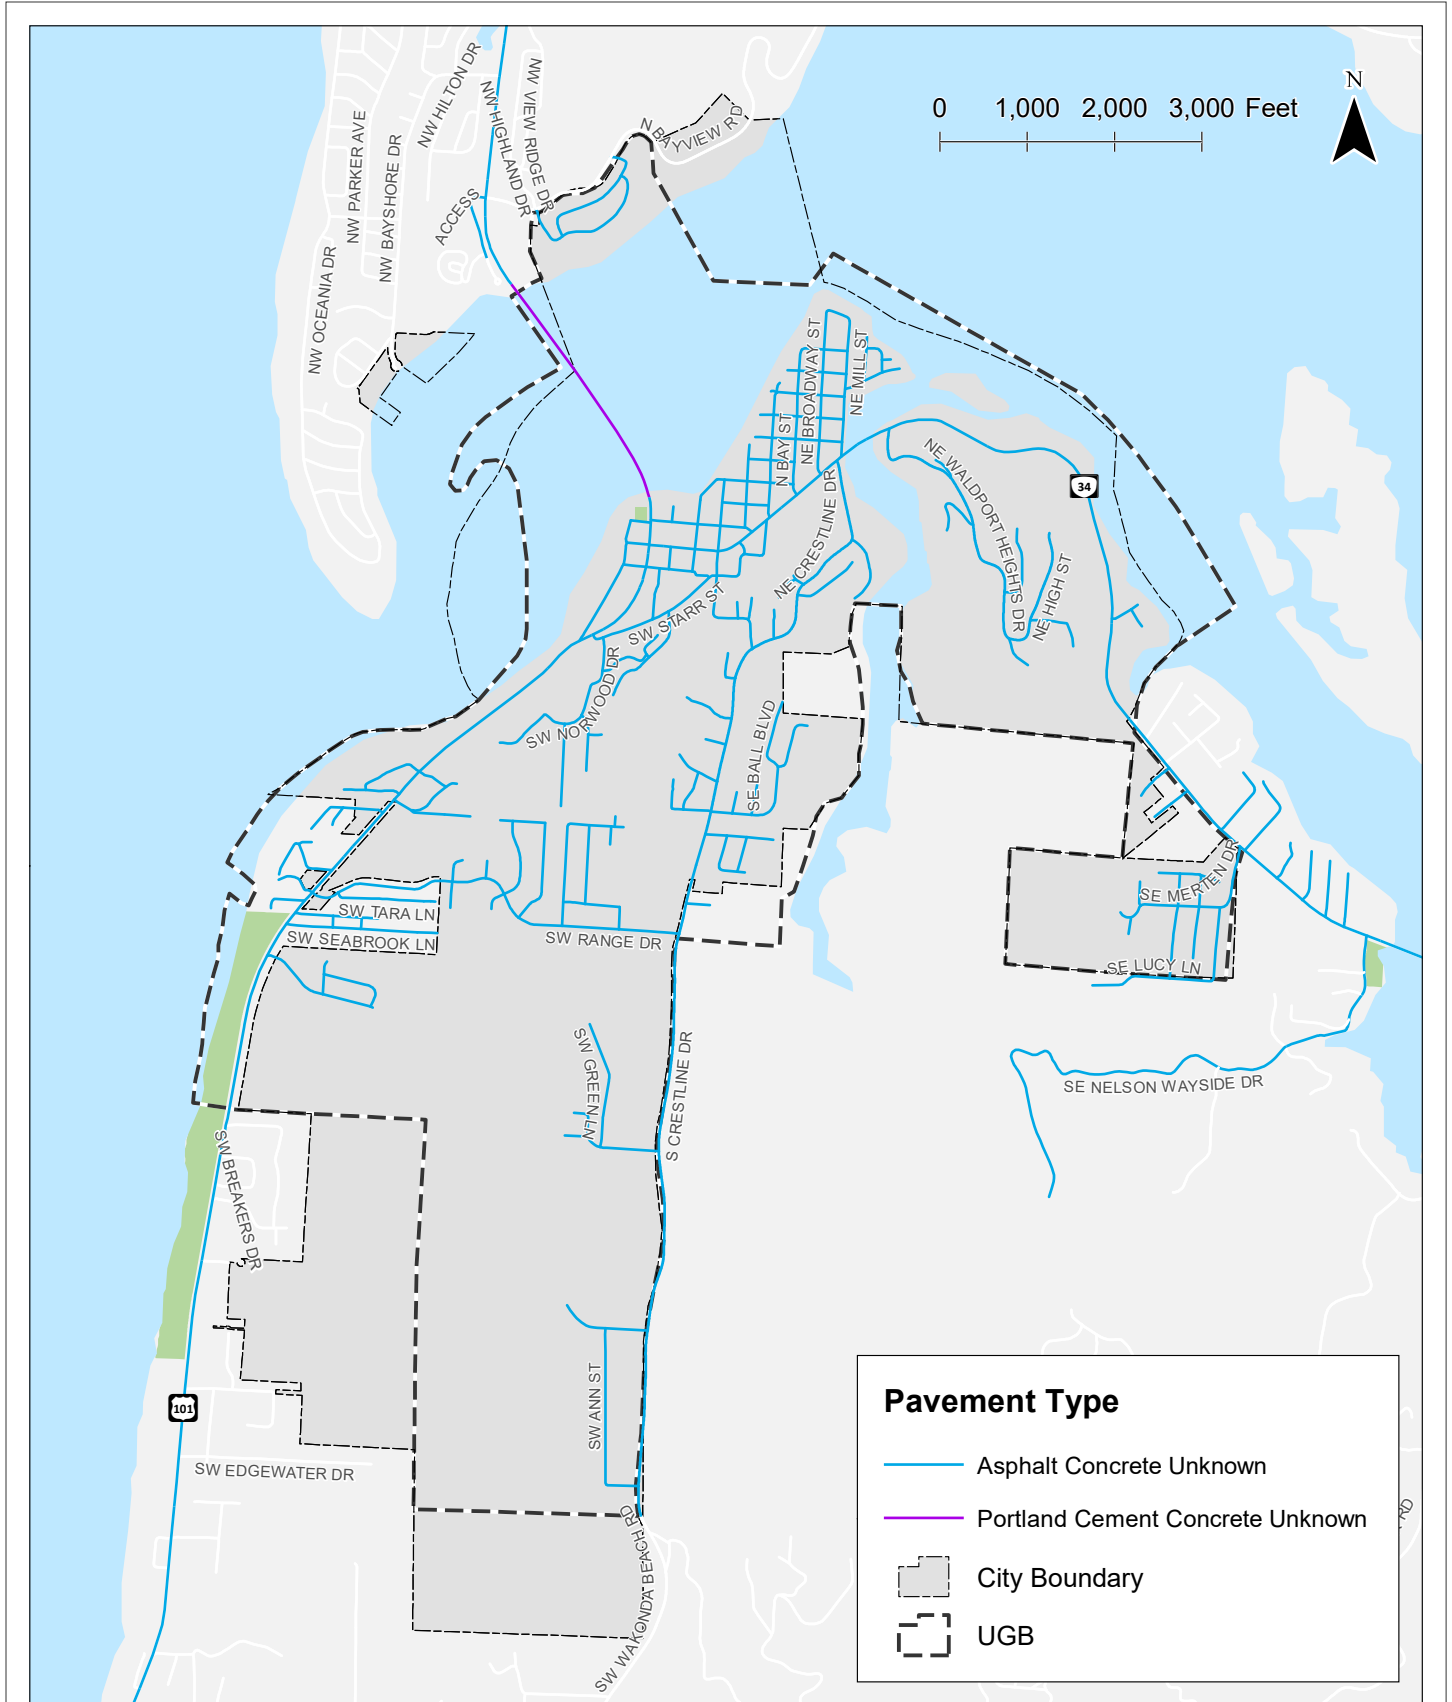 N
0 1,000 2,000 3,000 Feet
NW HILTON DR
NW VIEW RIDGE DR
NW HIGHLAND DR
NW PARKER AVE
NW BAYSHORE DR
N BAYVIEW RD
ACCESS
NW OCEANIA DR
NE BROADWAY ST
NE MILL ST
N BAY ST
NE WALDPORT HEIGHTS DR
34
NE CRESTLINE DR
NE HIGH ST
SW STARR ST
SW NORWOOD DR
SE BALL BLVD
SE MERTEN DR
SW TARA LN
SW SEABROOK LN
SW RANGE DR
SE LUCY LN
SW GREEN LN
S CRESTLINE DR
SE NELSON WAYSIDE DR
SW BREAKERS DR
SW ANN ST
101
SW EDGEWATER DR
SW WAKONDA BEACH RD
RD
Pavement Type
Asphalt Concrete Unknown
Portland Cement Concrete Unknown
City Boundary
UGB